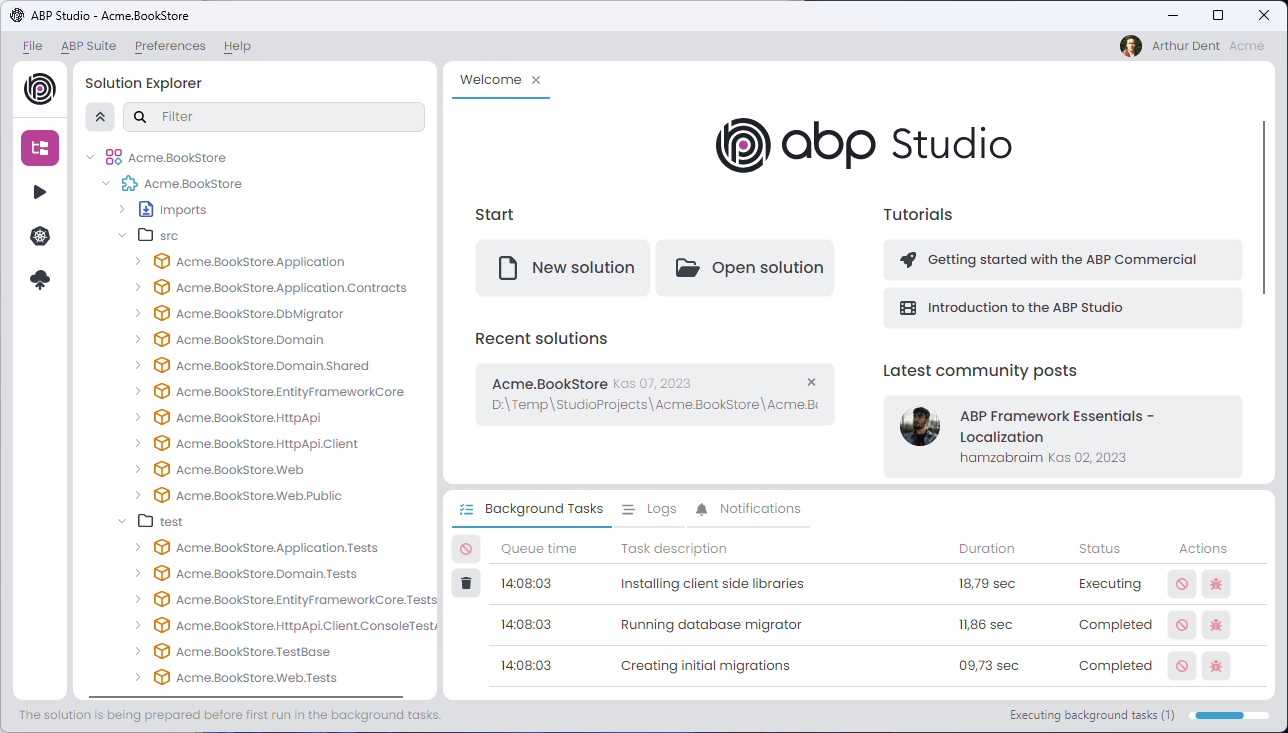 ABP Studio - Acme.BookStore
File ABP Suite Preferences Help
Arthur Dent Acme
Solution Explorer
Filter
Acme.BookStore
Acme.BookStore
Imports
src
Acme.BookStore.Application
Acme.BookStore.Application.Contracts
Acme.BookStore.DbMigrator
Acme.BookStore.Domain
Acme.BookStore.Domain.Shared
Acme.BookStore.EntityFrameworkCore
Acme.BookStore.HttpApi
Acme.BookStore.HttpApi.Client
Acme.BookStore.Web
Acme.BookStore.Web.Public
test
Acme.BookStore.Application.Tests
Acme.BookStore.Domain.Tests
Acme.BookStore.EntityFrameworkCore.Tests
Acme.BookStore.HttpApi.Client.ConsoleTestA
Acme.BookStore.TestBase
Acme.BookStore.Web.Tests
Welcome
abp Studio
Start
New solution
Open solution
Recent solutions
Acme.BookStore Kas 07, 2023
D:\Temp\StudioProjects\Acme.BookStore\Acme.Bo
Tutorials
Getting started with the ABP Commercial
Introduction to the ABP Studio
Latest community posts
ABP Framework Essentials -
Localization
hamzabraim Kas 02, 2023
Background Tasks Logs Notifications
Queue time Task description Duration Status Actions
14:08:03 Installing client side libraries 18,79 sec Executing
14:08:03 Running database migrator 11,86 sec Completed
14:08:03 Creating initial migrations 09,73 sec Completed
The solution is being prepared before first run in the background tasks.
Executing background tasks (1)